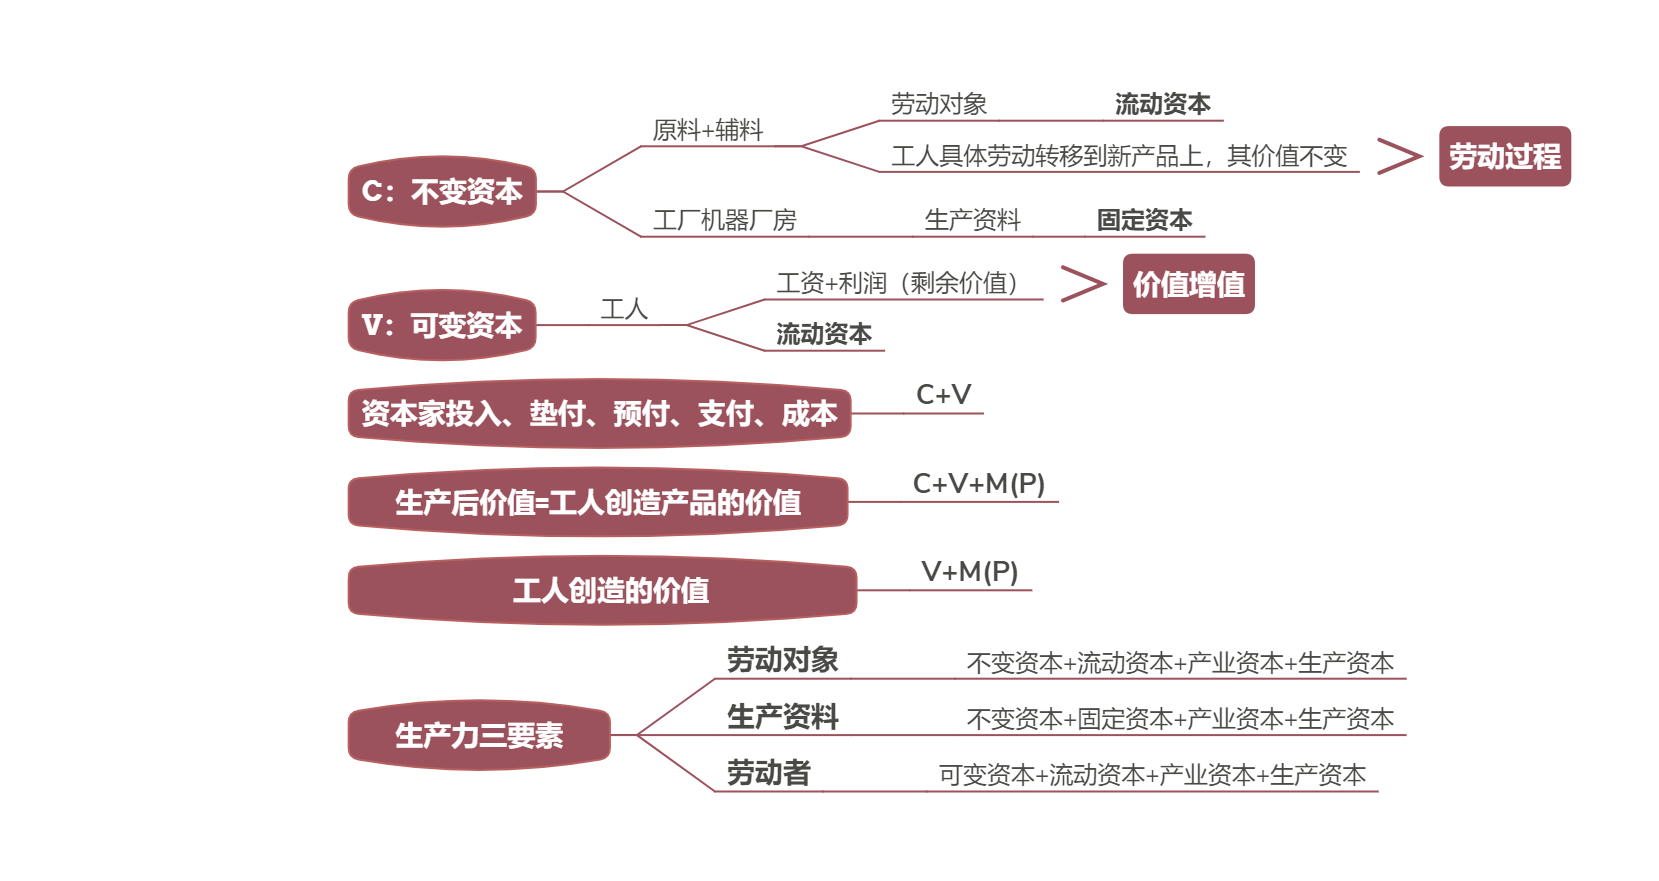 C：不变资本
原料+辅料
劳动对象
流动资本
工人具体劳动转移到新产品上，其价值不变
劳动过程
工厂机器厂房
生产资料
固定资本
V：可变资本
工人
工资+利润（剩余价值）
价值增值
流动资本
资本家投入、垫付、预付、支付、成本
C+V
生产后价值=工人创造产品的价值
C+V+M(P)
工人创造的价值
V+M(P)
生产力三要素
劳动对象
不变资本+流动资本+产业资本+生产资本
生产资料
不变资本+固定资本+产业资本+生产资本
劳动者
可变资本+流动资本+产业资本+生产资本